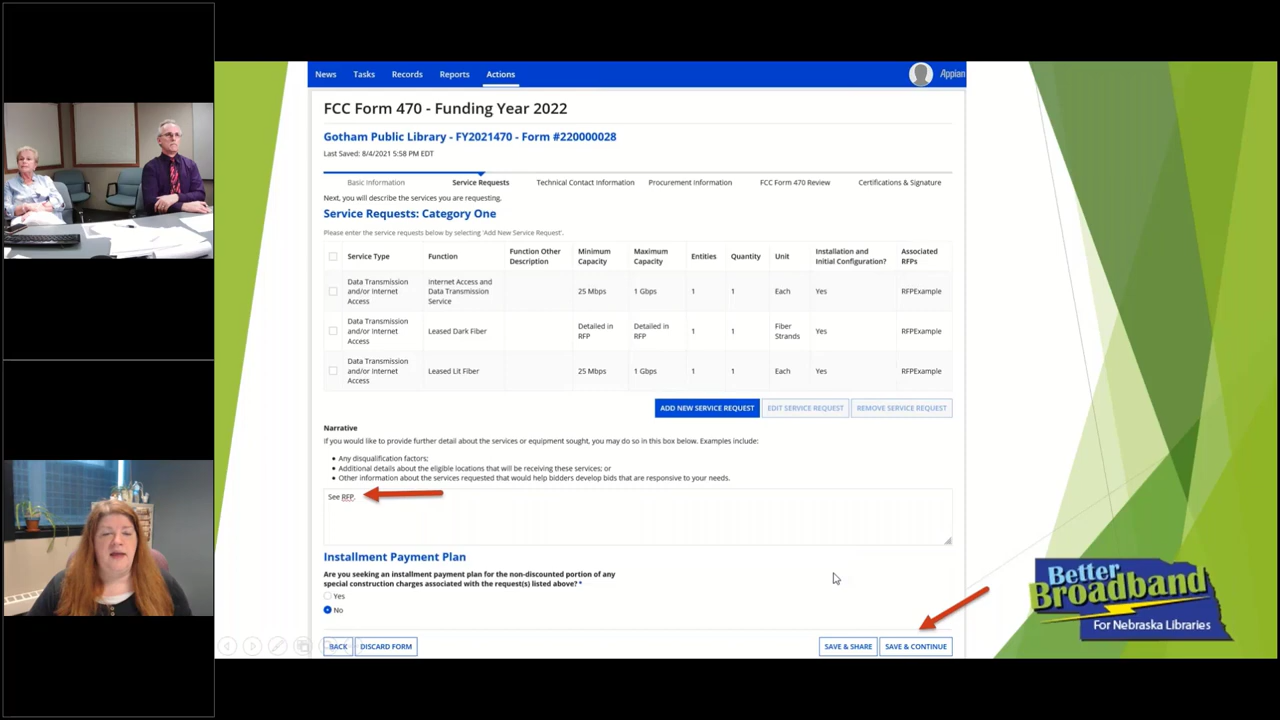 News Tasks Records Reports Actions Appian
FCC Form 470 - Funding Year 2022
Gotham Public Library - FY2021470 - Form #220000028
Last Saved: 8/4/2021 5:58 PM EDT
Basic Information Service Requests Technical Contact Information Procurement Information FCC Form 470 Review Certifications & Signature
Next, you will describe the services you are requesting.
Service Requests: Category One
Please enter the service requests below by selecting 'Add New Service Request'.
Service Type Function Function Other Description Minimum Capacity Maximum Capacity Entities Quantity Unit Installation and Initial Configuration? Associated RFPs
Data Transmission and/or Internet Access Internet Access and Data Transmission Service 25 Mbps 1 Gbps 1 1 Each Yes RFPExample
Data Transmission and/or Internet Access Leased Dark Fiber Detailed in RFP Detailed in RFP 1 1 Fiber Strands Yes RFPExample
Data Transmission and/or Internet Access Leased Lit Fiber 25 Mbps 1 Gbps 1 1 Each Yes RFPExample
ADD NEW SERVICE REQUEST EDIT SERVICE REQUEST REMOVE SERVICE REQUEST
Narrative
If you would like to provide further detail about the services or equipment sought, you may do so in this box below. Examples include:
• Any disqualification factors;
• Additional details about the eligible locations that will be receiving these services; or
• Other information about the services requested that would help bidders develop bids that are responsive to your needs.
See RFP.
Installment Payment Plan
Are you seeking an installment payment plan for the non-discounted portion of any
special construction charges associated with the request(s) listed above? *
Yes
No
BACK DISCARD FORM SAVE & SHARE SAVE & CONTINUE
Better
Broadband
For Nebraska Libraries